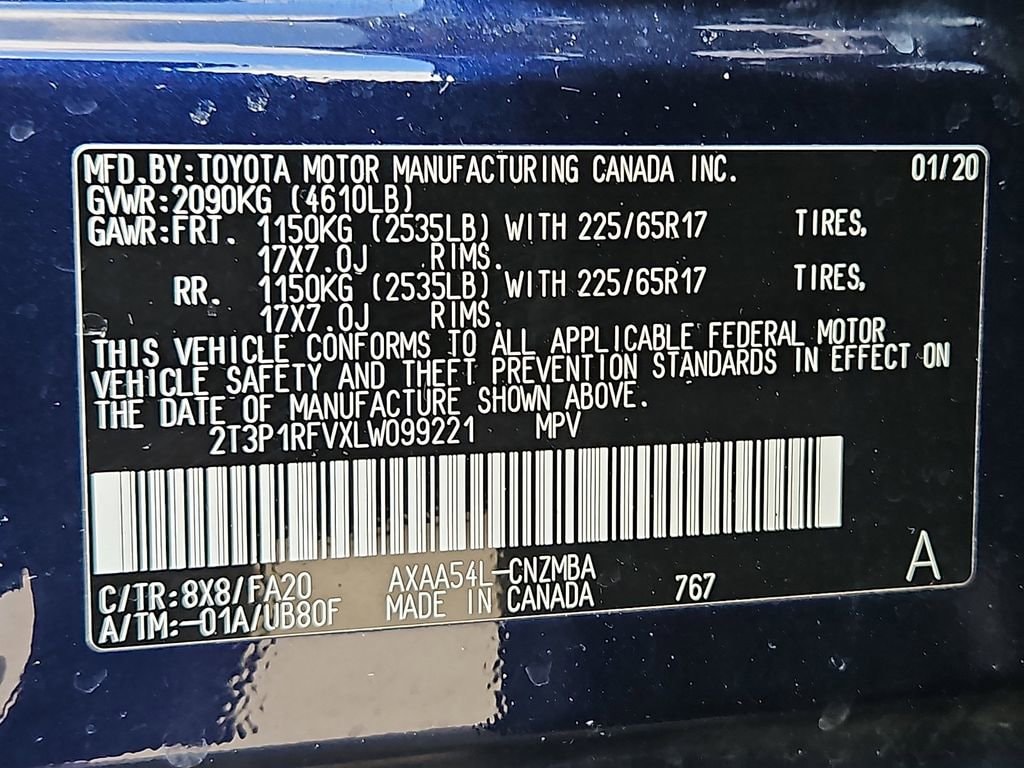 MFD.BY:TOYOTA MOTOR MANUFACTURING CANADA INC. 01/20
GVWR:2090KG (4610LB)
GAWR:FRT. 1150KG (2535LB) WITH 225/65R17 TIRES,
17X7.0J RIMS.
RR. 1150KG (2535LB) WITH 225/65R17 TIRES,
17X7.0J RIMS.
THIS VEHICLE CONFORMS TO ALL APPLICABLE FEDERAL MOTOR
VEHICLE SAFETY AND THEFT PREVENTION STANDARDS IN EFFECT ON
THE DATE OF MANUFACTURE SHOWN ABOVE.
2T3P1RFVXLW099221 MPV
C/TR:8X8/FA20 AXAA54L-CNZMBA
A/TM:-01A/UB80F MADE IN CANADA 767 A